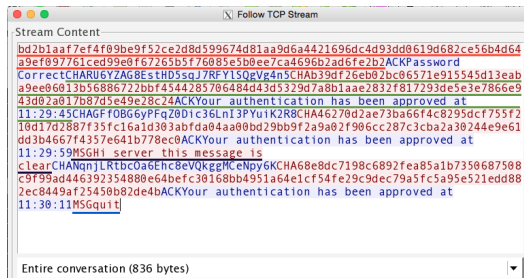 Follow TCP Stream
Stream Content
bd2b1aaf7ef4f09be9f52ce2d8d599674d81aa9d6a4421696dc4d93dd0619d682ce56b4d64
a9ef097761ced99e0f67265b5f76085e5b0ee7ca4696b2ad6fe2b2ACKPassword
CorrectCHARU6YZAG8EstHD5sqJ7RFYl5QgVg4n5CHAb39df26eb02bc06571e915545d13eab
a9ee06013b56886722bbf4544285706484d43d5329d7a8b1aae2832f817293de5e3e7866e9
43d02a017b87d5e49e28c24ACKYour authentication has been approved at
11:29:45CHAGFfOBG6yPFqZ0Dic36LnI3PYuiK2R8CHA46270d2ae73ba66f4c8295dcf755f2
10d17d2887f35fc16a1d303abfda04aa00bd29bb9f2a9a02f906cc287c3cba2a30244e9e61
dd3b4667f4357e641b778ec0ACKYour authentication has been approved at
11:29:59MSGHi server this message is
clearCHANqnjLRTtbcOa6Ehc8eVQkggMCeNpy6KCHA68e8dc7198c6892fea85a1b7350687508
c9f99ad446392354880e64befc30168bb4951a64e1cf54fe29c9dec79a5fc5a95e521edd88
2ec8449af25450b82de4bACKYour authentication has been approved at
11:30:11MSGquit
Entire conversation (836 bytes)